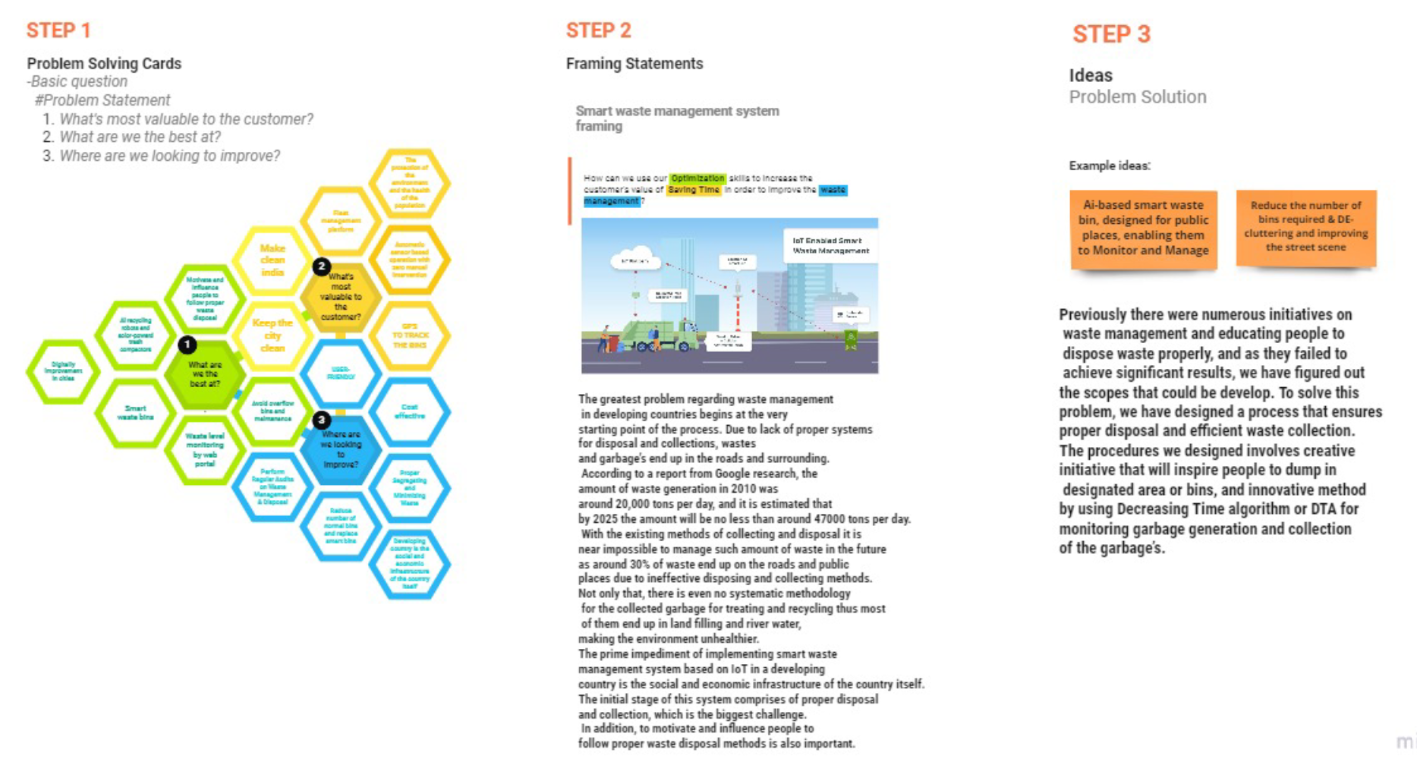 STEP 1
Problem Solving Cards
-Basic question
#Problem Statement
1. What's most valuable to the customer?
2. What are we the best at?
3. Where are we looking to improve?
The
protection of
the
environment
and the health
of the
population
Fleet
management
platform
Make
clean
india
Automatic
sensor based
operation with
zero manual
intervention
2
What's
most
valuable to
the
customer?
Motivate and
influence
people to
follow proper
waste
disposal
Keep the
city
clean
GPS
TO TRACK
THE BINS
AI recycling
robots and
solar-powred
trash
compactors
1
What are
we the
best at?
Digitally
improvement
in cities
USER-
FRIENDLY
Smart
waste bins
Avoid overflow
bins and
maintenance
Cost
effective
3
Where are
we looking
to
improve?
Waste level
monitoring
by web
portal
Perform
Regular Audits
on Waste
Management
& Disposal
Proper
Segregating
and
Minimizing
Waste
Reduce
number of
normal bins
and replace
smart bins
Developing
country is the
social and
economic
infrastructure
of the country
itself
STEP 2
Framing Statements
Smart waste management system
framing
How can we use our Optimization skills to increase the
customer's value of Saving Time in order to improve the waste
management?
IoT Enabled Smart
Waste Management
The greatest problem regarding waste management
in developing countries begins at the very
starting point of the process. Due to lack of proper systems
for disposal and collections, wastes
and garbage's end up in the roads and surrounding.
According to a report from Google research, the
amount of waste generation in 2010 was
around 20,000 tons per day, and it is estimated that
by 2025 the amount will be no less than around 47000 tons per day.
With the existing methods of collecting and disposal it is
near impossible to manage such amount of waste in the future
as around 30% of waste end up on the roads and public
places due to ineffective disposing and collecting methods.
Not only that, there is even no systematic methodology
for the collected garbage for treating and recycling thus most
of them end up in land filling and river water,
making the environment unhealthier.
The prime impediment of implementing smart waste
management system based on IoT in a developing
country is the social and economic infrastructure of the country itself.
The initial stage of this system comprises of proper disposal
and collection, which is the biggest challenge.
In addition, to motivate and influence people to
follow proper waste disposal methods is also important.
STEP 3
Ideas
Problem Solution
Example ideas:
Ai-based smart waste
bin, designed for public
places, enabling them
to Monitor and Manage
Reduce the number of
bins required & DE-
cluttering and improving
the street scene
Previously there were numerous initiatives on
waste management and educating people to
dispose waste properly, and as they failed to
achieve significant results, we have figured out
the scopes that could be develop. To solve this
problem, we have designed a process that ensures
proper disposal and efficient waste collection.
The procedures we designed involves creative
initiative that will inspire people to dump in
designated area or bins, and innovative method
by using Decreasing Time algorithm or DTA for
monitoring garbage generation and collection
of the garbage's.